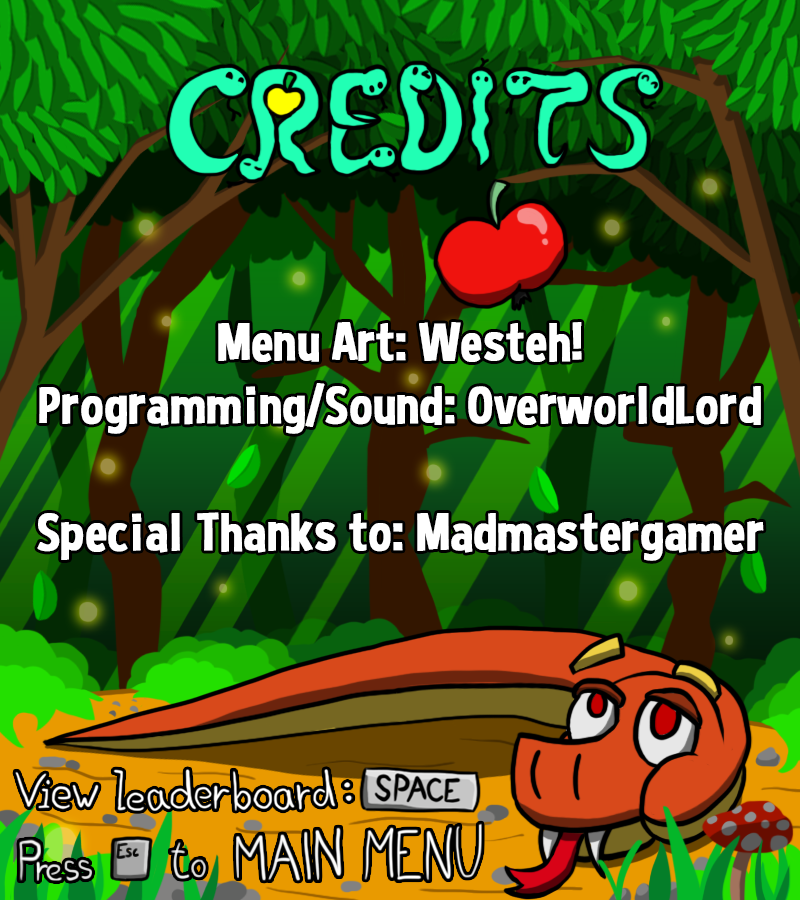 CREDITS
Menu Art: Westeh!
Programming/Sound: OverworldLord
Special Thanks to: Madmastergamer
View leaderboard: SPACE
Press Esc to MAIN MENU